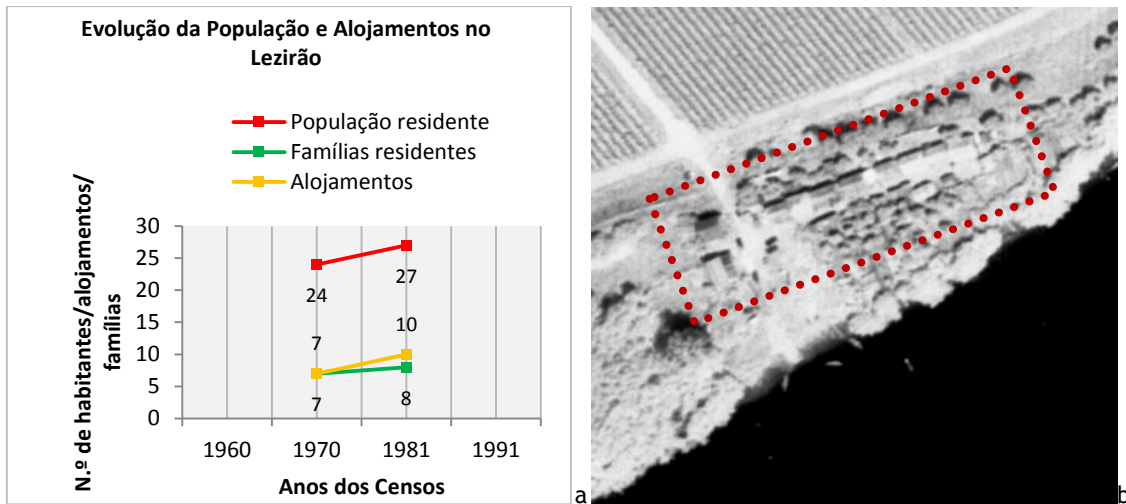 Evolução da População e Alojamentos no
Lezirão
População residente
Famílias residentes
Alojamentos
N.º de habitantes/alojamentos/
famílias
30
25
20
15
10
5
0
24
27
7
10
7
8
1960 1970 1981 1991
Anos dos Censos
a
b